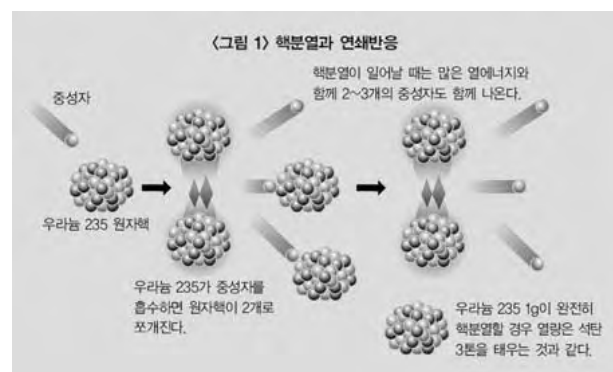 〈그림 1〉 핵분열과 연쇄반응
핵분열이 일어날 때는 많은 열에너지와
함께 2~3개의 중성자도 함께 나온다.
중성자
우라늄 235 원자핵
우라늄 235가 중성자를
흡수하면 원자핵이 2개로
쪼개진다.
우라늄 235 1g이 완전히
핵분열할 경우 열량은 석탄
3톤을 태우는 것과 같다.